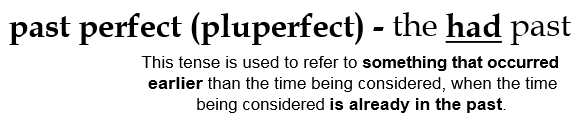 past perfect (pluperfect) - the had past
This tense is used to refer to something that occurred
earlier than the time being considered, when the time
being considered is already in the past.